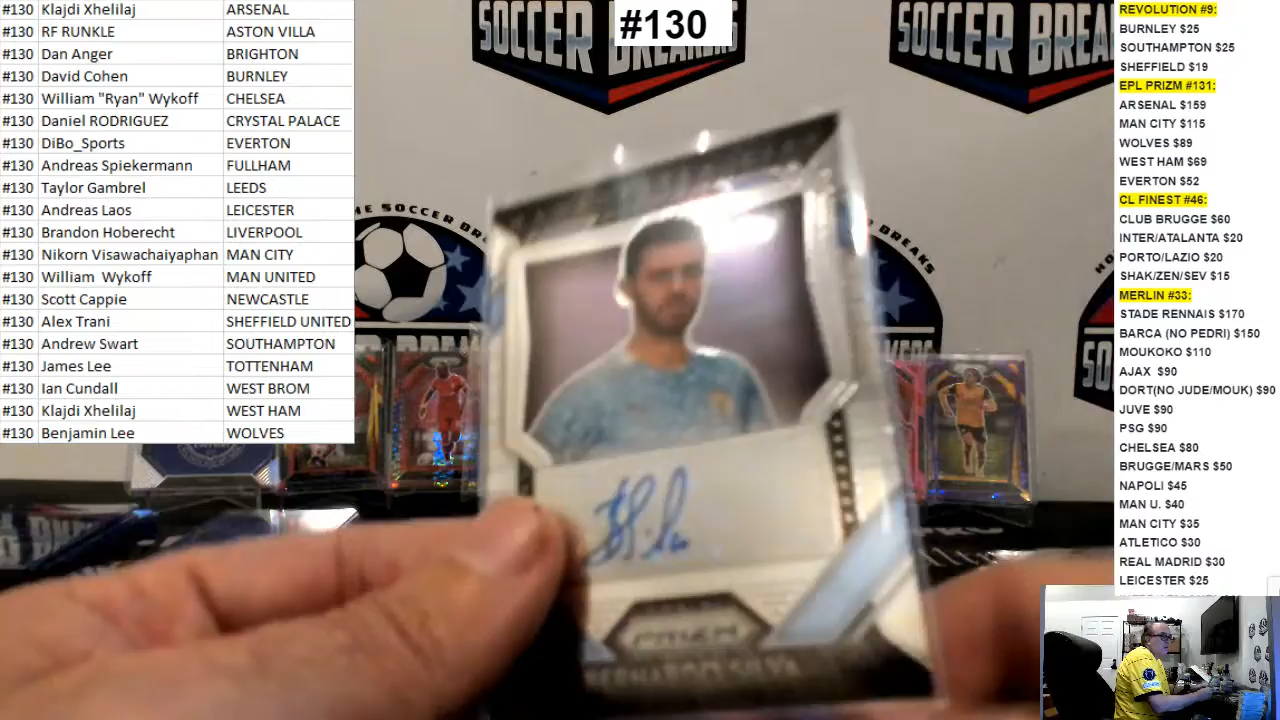 #130 Klajdi Xhelilaj ARSENAL
#130 RF RUNKLE ASTON VILLA
#130 Dan Anger BRIGHTON
#130 David Cohen BURNLEY
#130 William "Ryan" Wykoff CHELSEA
#130 Daniel RODRIGUEZ CRYSTAL PALACE
#130 DiBo_Sports EVERTON
#130 Andreas Spiekermann FULLHAM
#130 Taylor Gambrel LEEDS
#130 Andreas Laos LEICESTER
#130 Brandon Hoberecht LIVERPOOL
#130 Nikorn Visawachaiyaphan MAN CITY
#130 William Wykoff MAN UNITED
#130 Scott Cappie NEWCASTLE
#130 Alex Trani SHEFFIELD UNITED
#130 Andrew Swart SOUTHAMPTON
#130 James Lee TOTTENHAM
#130 Ian Cundall WEST BROM
#130 Klajdi Xhelilaj WEST HAM
#130 Benjamin Lee WOLVES
SOCCER
BREAKERS
#130
SOCCER BREA
SOCCER BREAKS
BREAKS
PRIZM
BERNARDO SILVA
REVOLUTION #9:
BURNLEY $25
SOUTHAMPTON $25
SHEFFIELD $19
EPL PRIZM #131:
ARSENAL $159
MAN CITY $115
WOLVES $89
WEST HAM $69
EVERTON $52
CL FINEST #46:
CLUB BRUGGE $60
INTER/ATALANTA $20
PORTO/LAZIO $20
SHAK/ZEN/SEV $15
MERLIN #33:
STADE RENNAIS $170
BARCA (NO PEDRI) $150
MOUKOKO $110
AJAX $90
DORT(NO JUDE/MOUK) $90
JUVE $90
PSG $90
CHELSEA $80
BRUGGE/MARS $50
NAPOLI $45
MAN U. $40
MAN CITY $35
ATLETICO $30
REAL MADRID $30
LEICESTER $25